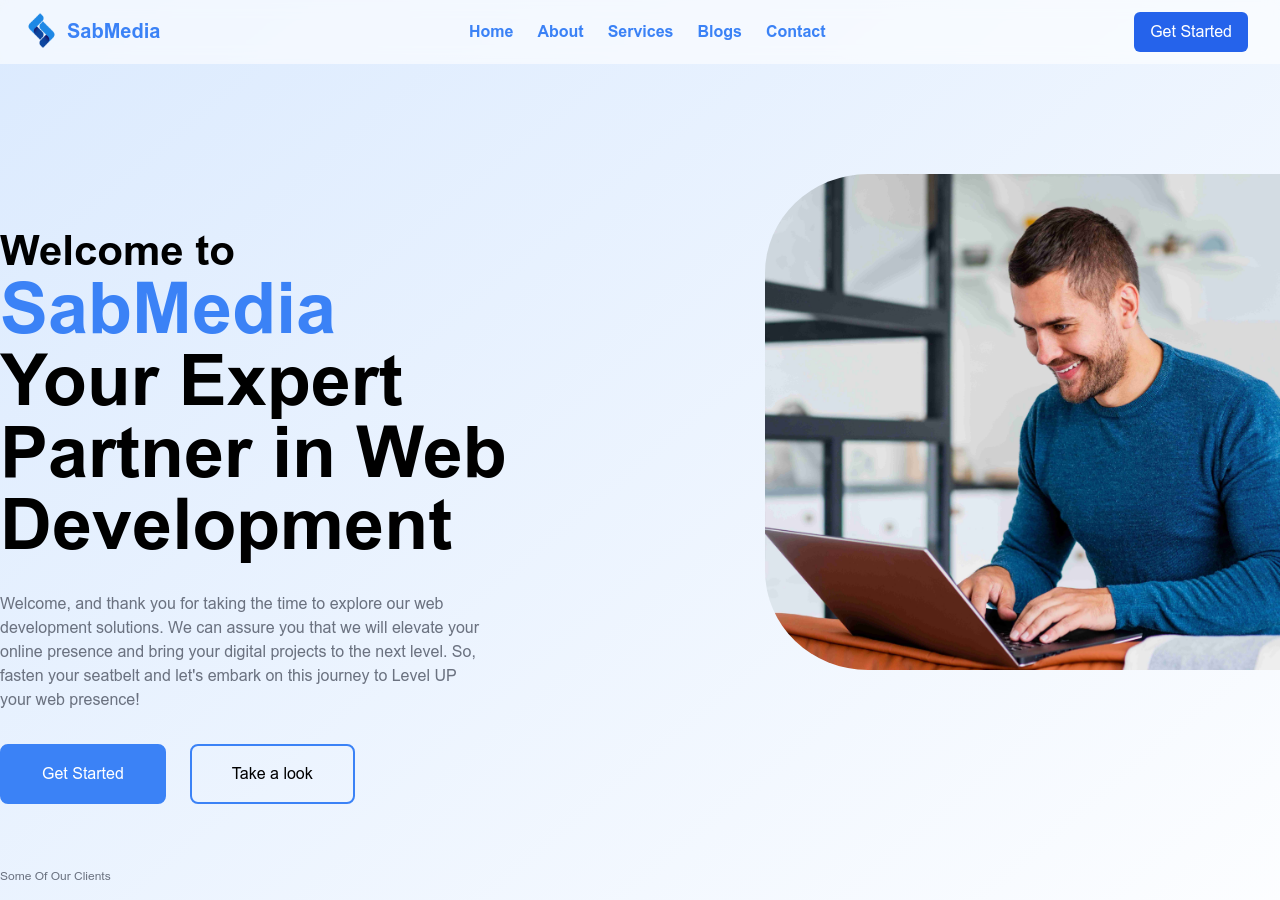 SabMedia
Home
About
Services
Blogs
Contact
Get Started
Welcome to
SabMedia
Your Expert
Partner in Web
Development
Welcome, and thank you for taking the time to explore our web
development solutions. We can assure you that we will elevate your
online presence and bring your digital projects to the next level. So,
fasten your seatbelt and let's embark on this journey to Level UP
your web presence!
Get Started
Take a look
Some Of Our Clients